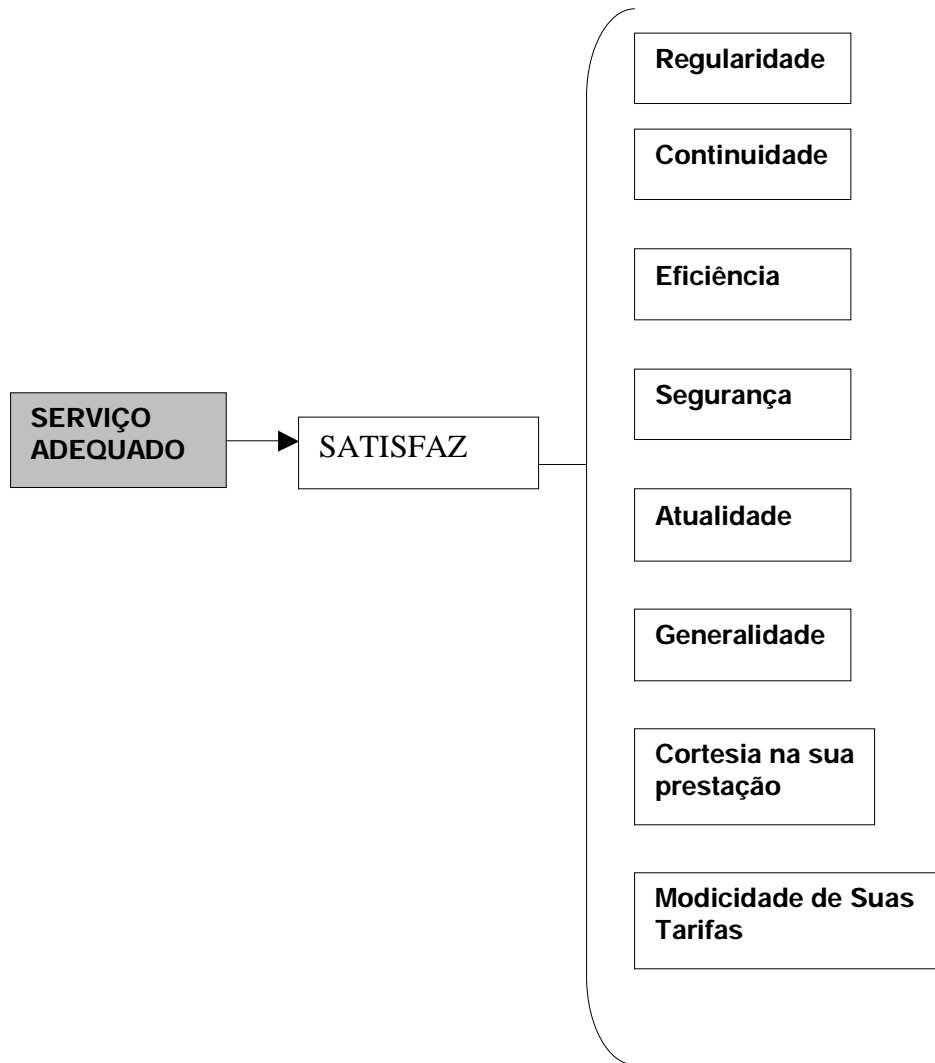 Regularidade
Continuidade
Eficiência
Segurança
SERVIÇO
ADEQUADO
SATISFAZ
Atualidade
Generalidade
Cortesia na sua
prestação
Modicidade de Suas
Tarifas